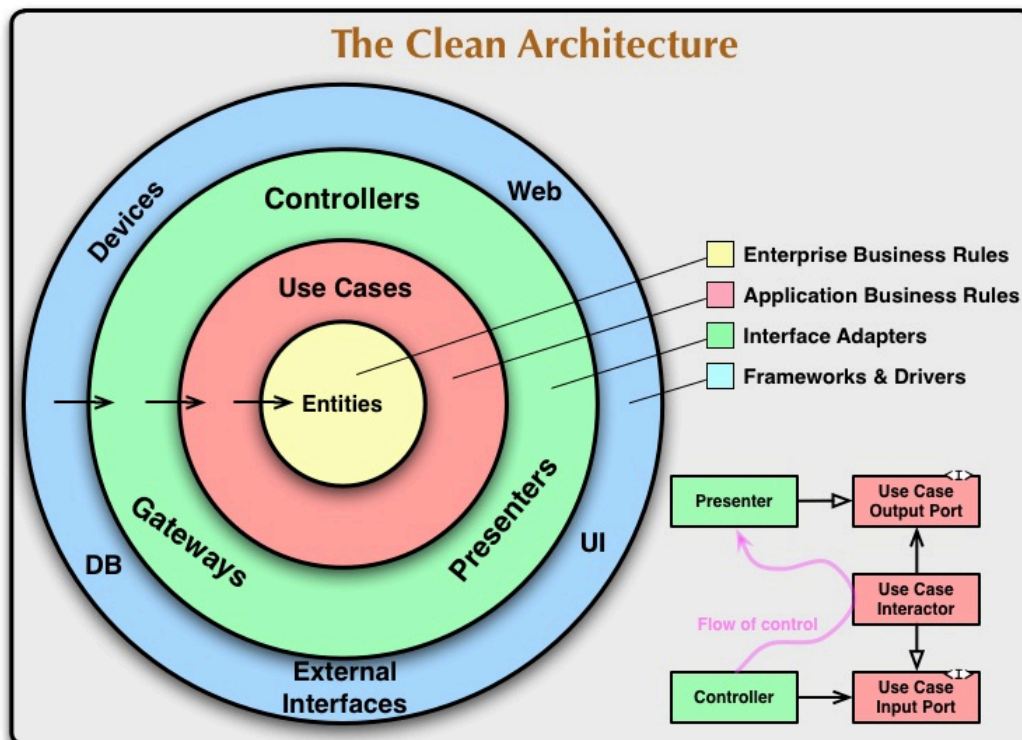 The Clean Architecture
Devices
Controllers
Web
Use Cases
Entities
Gateways
Presenters
DB
UI
External
Interfaces
Enterprise Business Rules
Application Business Rules
Interface Adapters
Frameworks & Drivers
Presenter
<I>
Use Case
Output Port
Use Case
Interactor
Flow of control
Controller
<I>
Use Case
Input Port